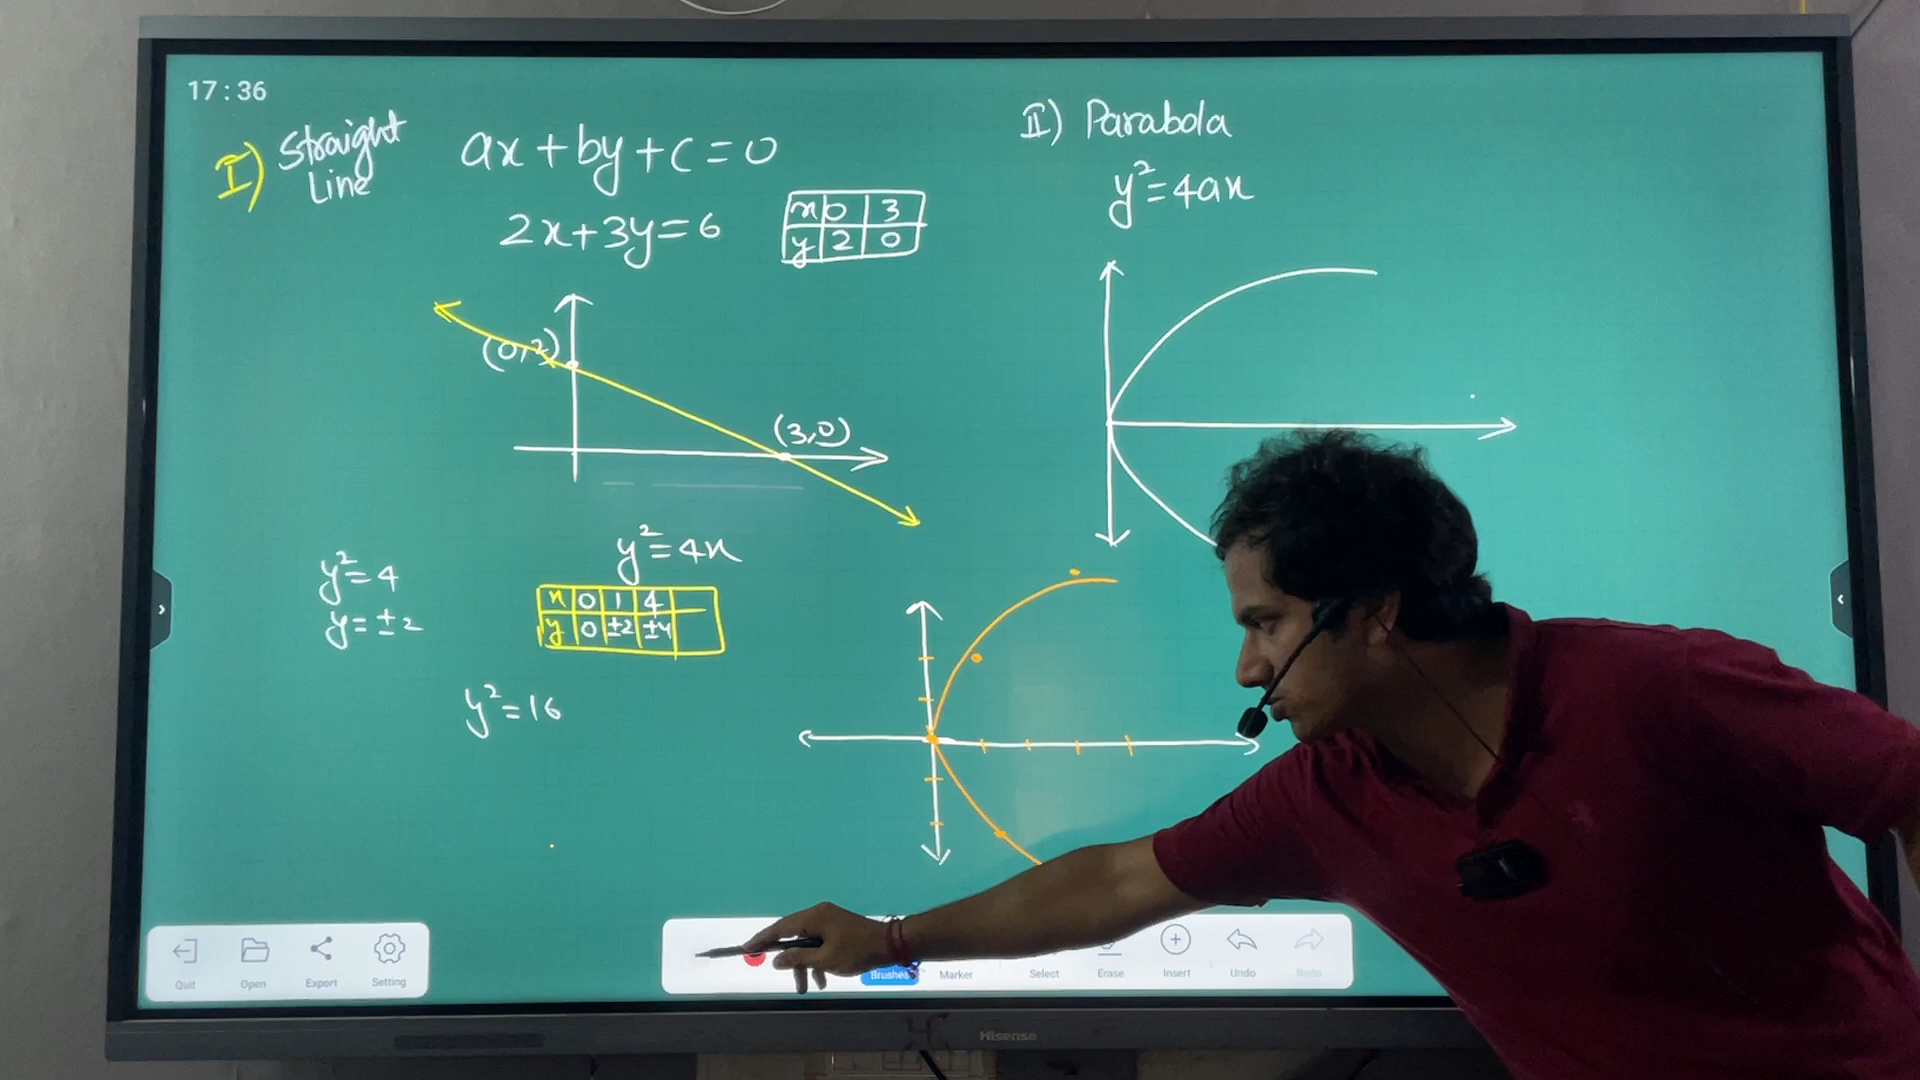 17:36
I) Straight
Line
ax+by+c=0
2x+3y=6
x 0 3
y 2 0
(0,2)
(3,0)
II) Parabola
y²=4ax
y²=4x
y²=4
y=±2
x 0 1 4
y 0 ±2 ±4
y²=16
Quit Open Export Setting
Brushes Marker Select Erase Insert Undo Redo
Hisense